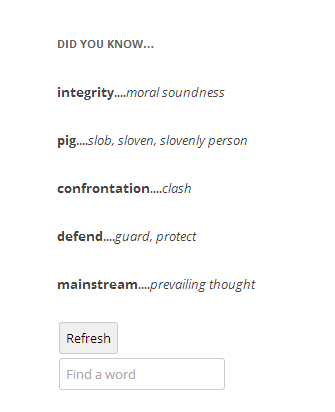 DID YOU KNOW...
integrity....moral soundness
pig....slob, sloven, slovenly person
confrontation....clash
defend....guard, protect
mainstream....prevailing thought
Refresh
Find a word